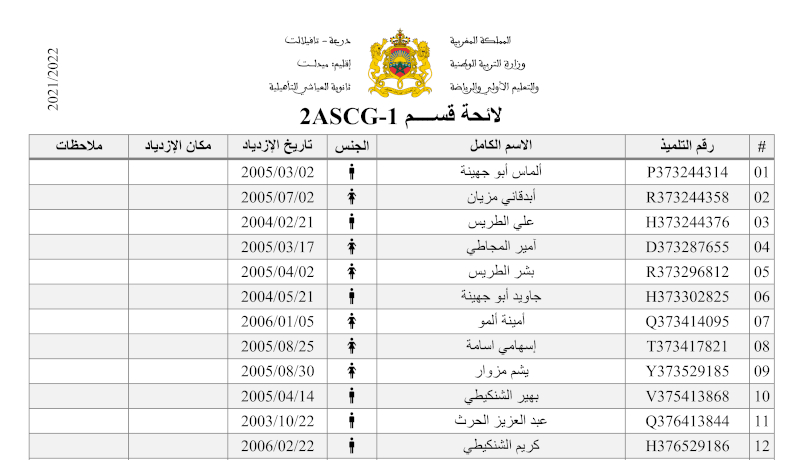 المملكة المغربية
وزارة التربية الوطنية
والتعليم الأولي والرياضة
درعة - تافيلالت
إقليم: ميدلت
ثانوية العياشي التأهيلية
2021/2022
لائحة قســـم 2ASCG-1
# رقم التلميذ الاسم الكامل الجنس تاريخ الإزدياد مكان الإزدياد ملاحظات
01 P373244314 ألماس أبو جهينة 2005/03/02
02 R373244358 أبدقاني مزيان 2005/07/02
03 H373244376 علي الطريس 2004/02/21
04 D373287655 آمير المجاطي 2005/03/17
05 R373296812 بشر الطريس 2005/04/02
06 H373302825 جاويد أبو جهينة 2004/05/21
07 Q373414095 أمينة ألمو 2006/01/05
08 T373417821 إسهامي اسامة 2005/08/25
09 Y373529185 يشم مزوار 2005/08/30
10 V375413868 بهير الشنكيطي 2005/04/14
11 Q376413844 عبد العزيز الحرث 2003/10/22
12 H376529186 كريم الشنكيطي 2006/02/22